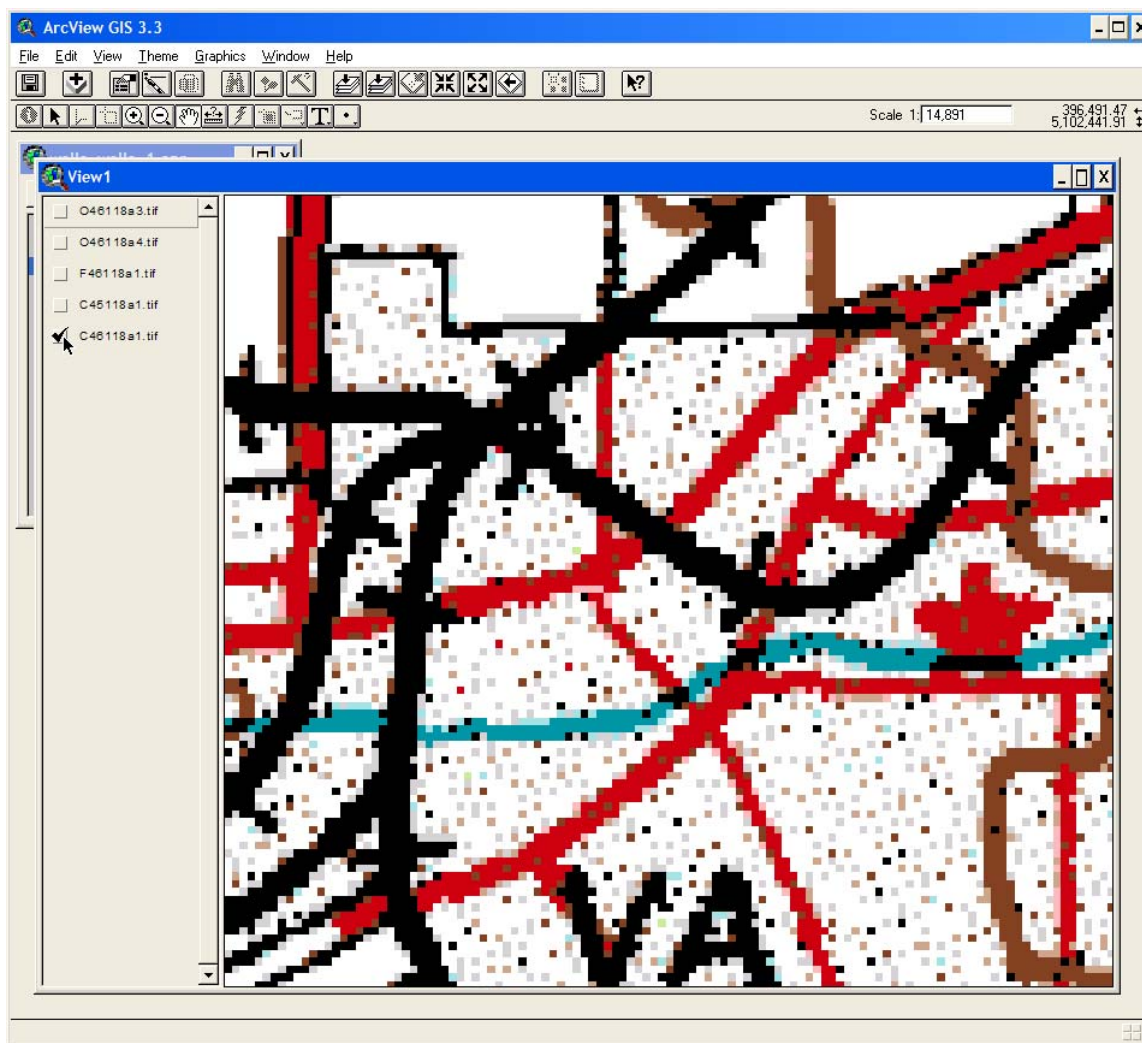 ArcView GIS 3.3
File Edit View Theme Graphics Window Help
Scale 1: 14,891
396,491.47
5,102,441.91
View1
O46118a3.tif
O46118a4.tif
F46118a1.tif
C45118a1.tif
C46118a1.tif
VA